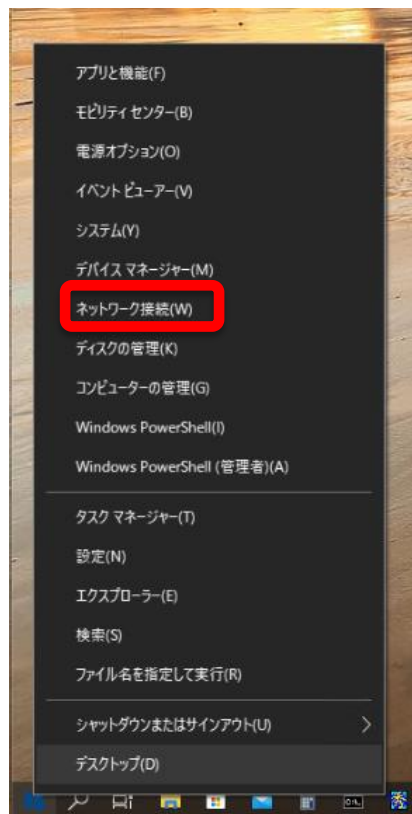 アプリと機能(F)
モビリティ センター(B)
電源オプション(O)
イベント ビューアー(V)
システム(Y)
デバイス マネージャー(M)
ネットワーク接続(W)
ディスクの管理(K)
コンピューターの管理(G)
Windows PowerShell(I)
Windows PowerShell (管理者)(A)
タスク マネージャー(T)
設定(N)
エクスプローラー(E)
検索(S)
ファイル名を指定して実行(R)
シャットダウンまたはサインアウト(U)
デスクトップ(D)